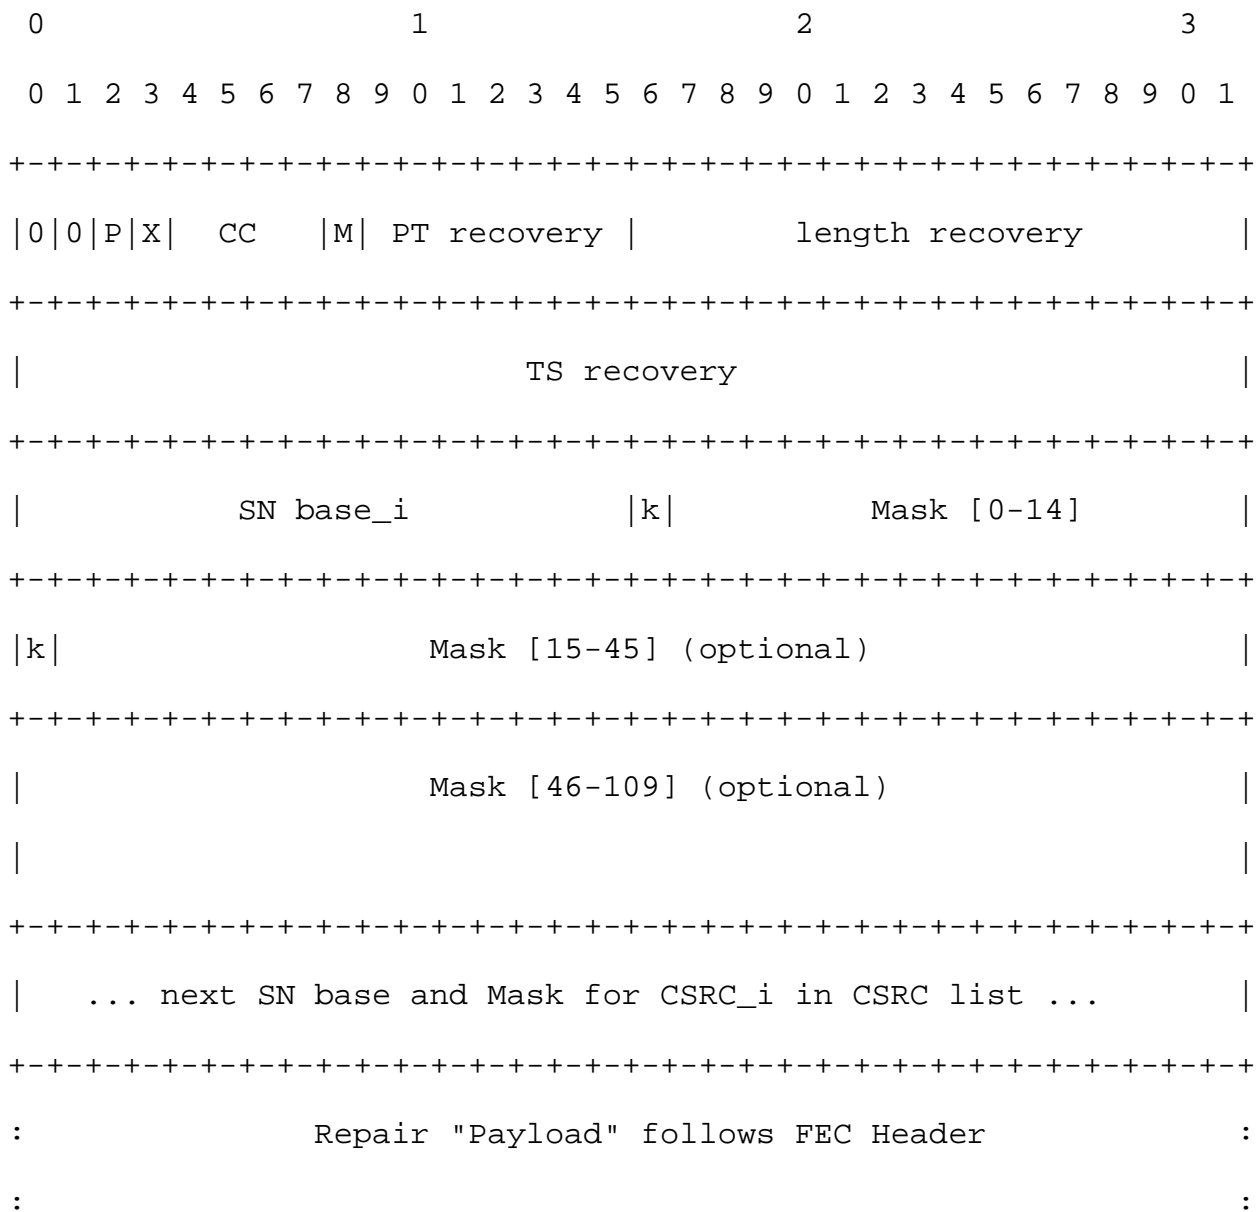 0                   1                   2                   3
 0 1 2 3 4 5 6 7 8 9 0 1 2 3 4 5 6 7 8 9 0 1 2 3 4 5 6 7 8 9 0 1
+-+-+-+-+-+-+-+-+-+-+-+-+-+-+-+-+-+-+-+-+-+-+-+-+-+-+-+-+-+-+-+-+
|0|0|P|X|  CC   |M| PT recovery |        length recovery        |
+-+-+-+-+-+-+-+-+-+-+-+-+-+-+-+-+-+-+-+-+-+-+-+-+-+-+-+-+-+-+-+-+
|                          TS recovery                          |
+-+-+-+-+-+-+-+-+-+-+-+-+-+-+-+-+-+-+-+-+-+-+-+-+-+-+-+-+-+-+-+-+
|           SN base_i           |k|          Mask [0-14]        |
+-+-+-+-+-+-+-+-+-+-+-+-+-+-+-+-+-+-+-+-+-+-+-+-+-+-+-+-+-+-+-+-+
|k|                   Mask [15-45] (optional)                   |
+-+-+-+-+-+-+-+-+-+-+-+-+-+-+-+-+-+-+-+-+-+-+-+-+-+-+-+-+-+-+-+-+
|                     Mask [46-109] (optional)                  |
|                                                               |
+-+-+-+-+-+-+-+-+-+-+-+-+-+-+-+-+-+-+-+-+-+-+-+-+-+-+-+-+-+-+-+-+
|   ... next SN base and Mask for CSRC_i in CSRC list ...       |
+-+-+-+-+-+-+-+-+-+-+-+-+-+-+-+-+-+-+-+-+-+-+-+-+-+-+-+-+-+-+-+-+
:               Repair "Payload" follows FEC Header             :
:                                                               :